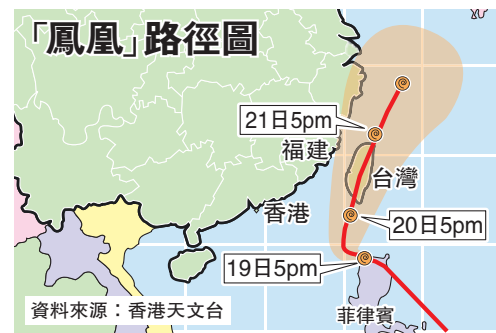 「鳳凰」路徑圖
21日5pm
福建
台灣
香港
20日5pm
19日5pm
資料來源：香港天文台
菲律賓